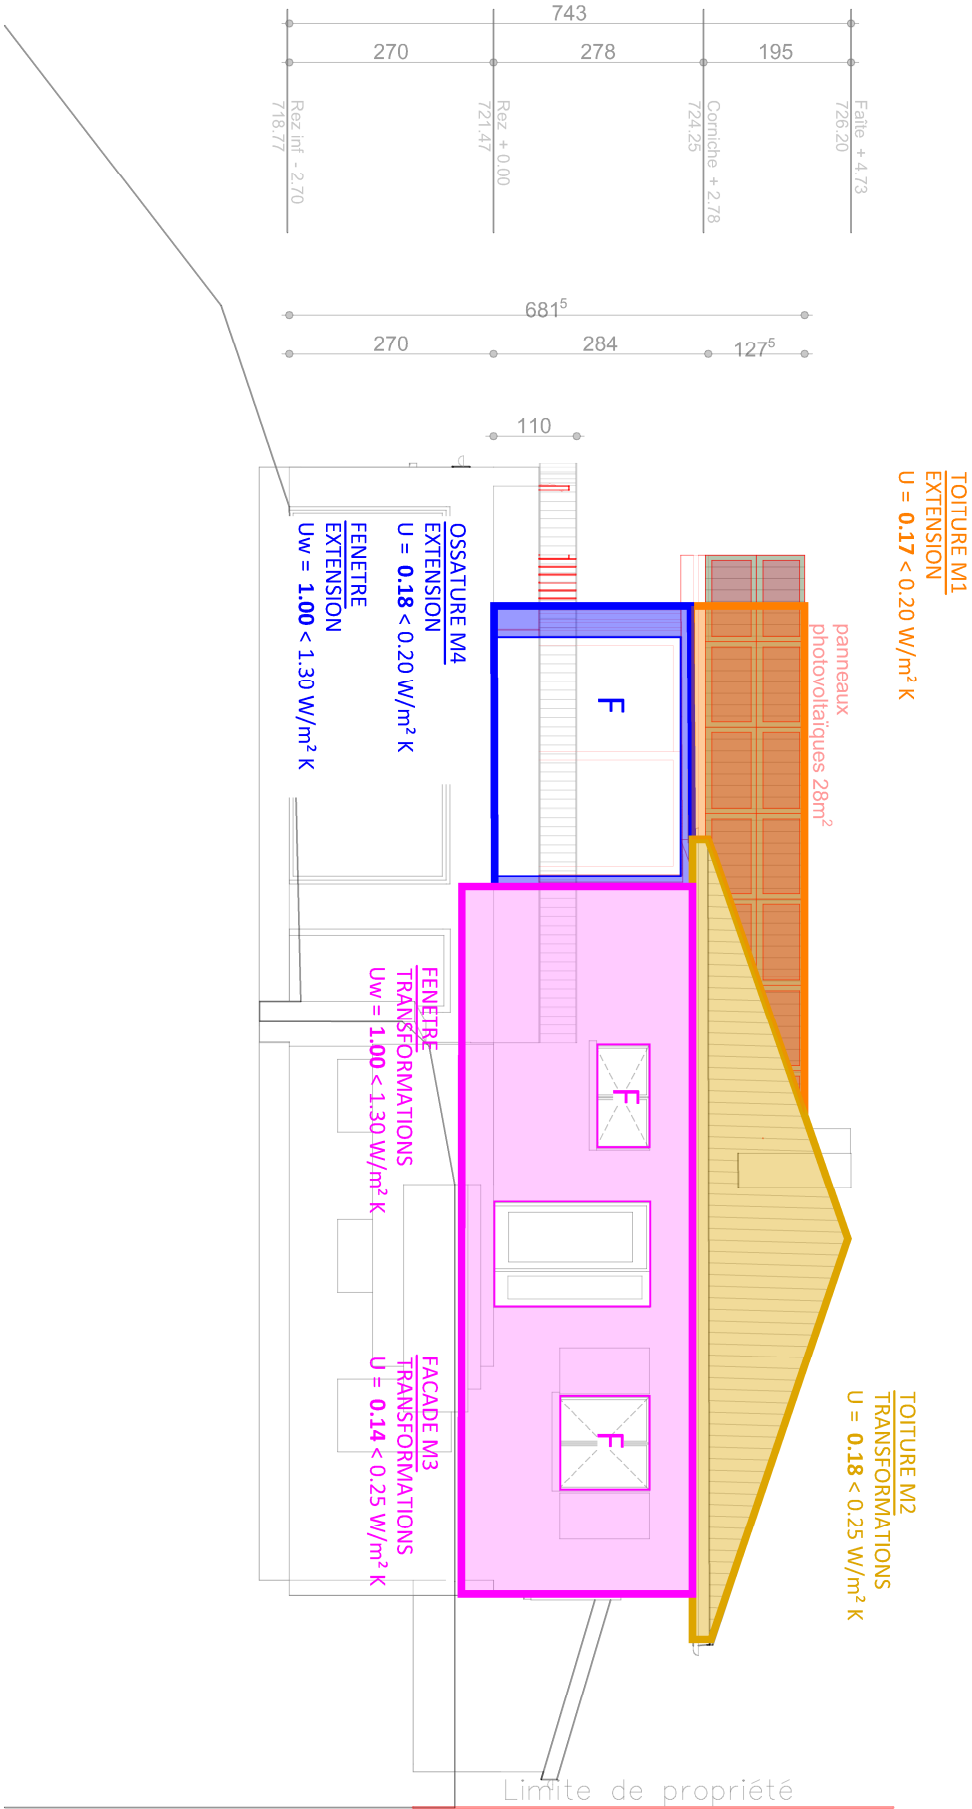 743
270
278
195
Faîte + 4.73
726.20
Corniche + 2.78
724.25
Rez + 0.00
721.47
Rez inf - 2.70
718.77
681⁵
270
284
127⁵
110
TOITURE M1
EXTENSION
U = 0.17 < 0.20 W/m² K
panneaux
photovoltaïques 28m²
OSSATURE M4
EXTENSION
U = 0.18 < 0.20 W/m² K
FENETRE
EXTENSION
Uw = 1.00 < 1.30 W/m² K
F
F
F
FENETRE
TRANSFORMATIONS
Uw = 1.00 < 1.30 W/m² K
FACADE M3
TRANSFORMATIONS
U = 0.14 < 0.25 W/m² K
TOITURE M2
TRANSFORMATIONS
U = 0.18 < 0.25 W/m² K
Limite de propriété